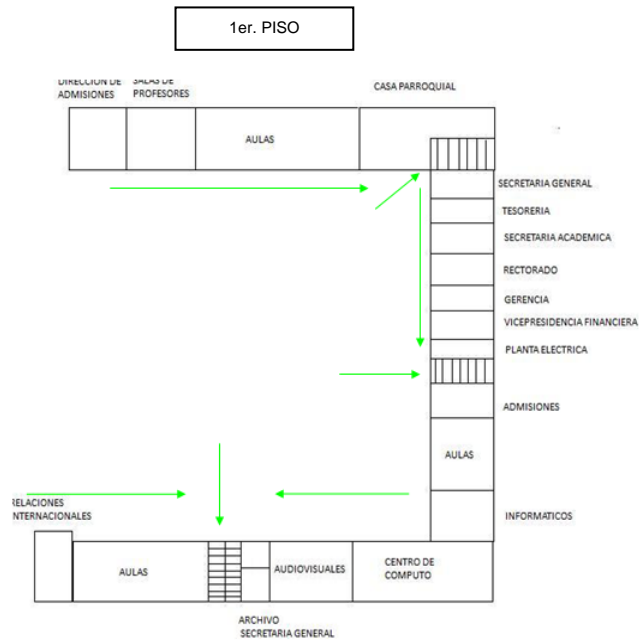 1er. PISO
DIRECCION DE
ADMISIONES
SALAS DE
PROFESORES
CASA PARROQUIAL
AULAS
SECRETARIA GENERAL
TESORERIA
SECRETARIA ACADEMICA
RECTORADO
GERENCIA
VICEPRESIDENCIA FINANCIERA
PLANTA ELECTRICA
ADMISIONES
AULAS
INFORMATICOS
RELACIONES
INTERNACIONALES
AULAS
AUDIOVISUALES
CENTRO DE
COMPUTO
ARCHIVO
SECRETARIA GENERAL